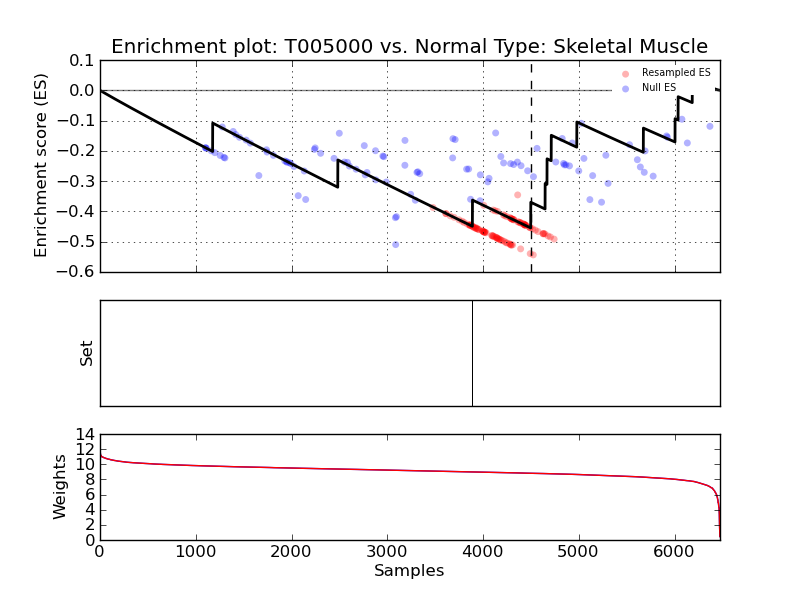 Enrichment plot: T005000 vs. Normal Type: Skeletal Muscle
Enrichment score (ES)
0.1
0.0
−0.1
−0.2
−0.3
−0.4
−0.5
−0.6
Resampled ES
Null ES
Set
Weights
14
12
10
8
6
4
2
0
0 1000 2000 3000 4000 5000 6000
Samples